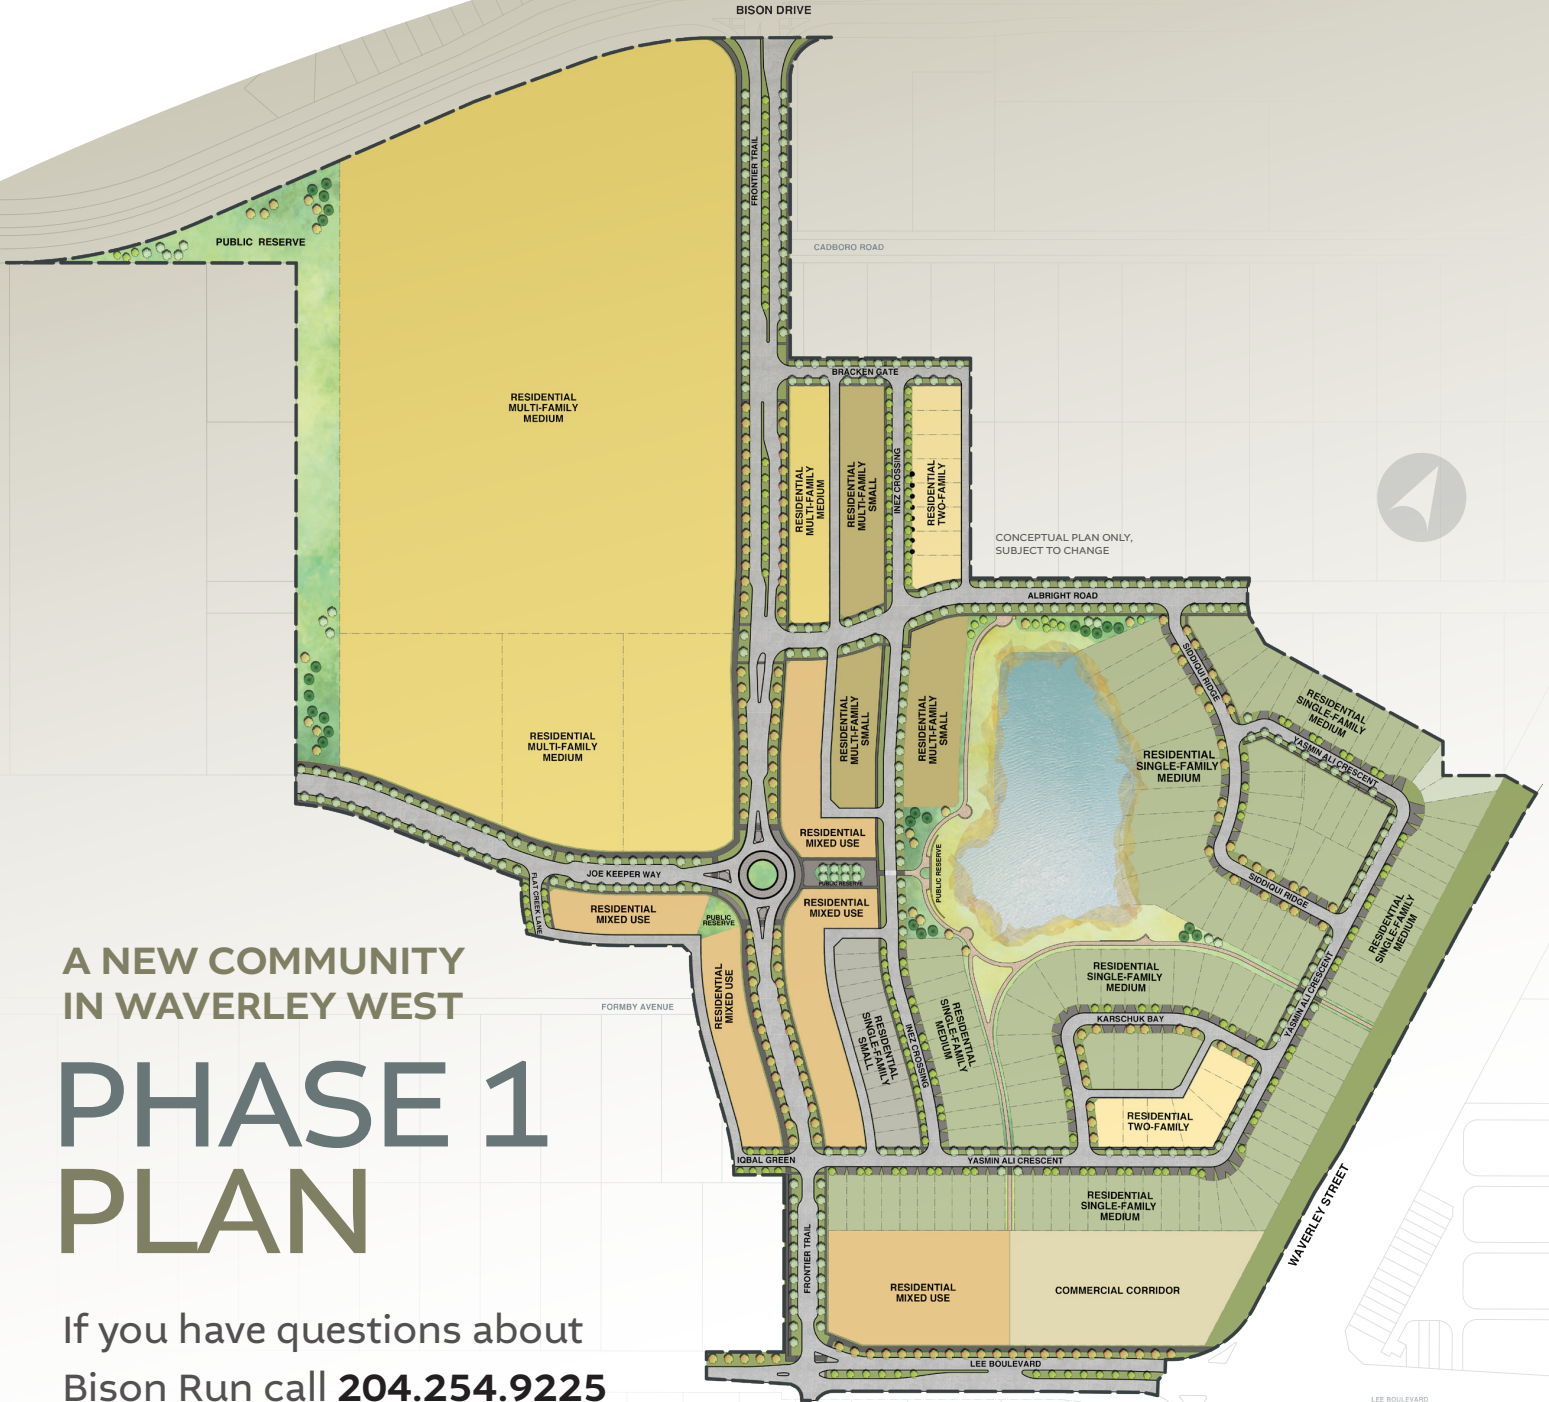 BISON DRIVE
FRONTIER TRAIL
PUBLIC RESERVE
CADBORO ROAD
BRACKEN GATE
RESIDENTIAL
MULTI-FAMILY
MEDIUM
RESIDENTIAL
MULTI-FAMILY
MEDIUM
RESIDENTIAL
MULTI-FAMILY
SMALL
INEZ CROSSING
RESIDENTIAL
TWO-FAMILY
CONCEPTUAL PLAN ONLY,
SUBJECT TO CHANGE
ALBRIGHT ROAD
SIDDIQUI RIDGE
RESIDENTIAL
SINGLE-FAMILY
MEDIUM
YASMIN ALI CRESCENT
RESIDENTIAL
MULTI-FAMILY
MEDIUM
RESIDENTIAL
MULTI-FAMILY
SMALL
RESIDENTIAL
MULTI-FAMILY
SMALL
RESIDENTIAL
SINGLE-FAMILY
MEDIUM
RESIDENTIAL
MIXED USE
JOE KEEPER WAY
PUBLIC RESERVE
PUBLIC RESERVE
SIDDIQUI RIDGE
FLAT CREEK LANE
RESIDENTIAL
MIXED USE
PUBLIC
RESERVE
RESIDENTIAL
MIXED USE
RESIDENTIAL
SINGLE-FAMILY
MEDIUM
A NEW COMMUNITY
IN WAVERLEY WEST
RESIDENTIAL
MIXED USE
RESIDENTIAL
SINGLE-FAMILY
MEDIUM
YASMIN ALI CRESCENT
FORMBY AVENUE
KARSCHUK BAY
RESIDENTIAL
SINGLE-FAMILY
SMALL
INEZ CROSSING
RESIDENTIAL
SINGLE-FAMILY
MEDIUM
PHASE 1
PLAN
RESIDENTIAL
TWO-FAMILY
IQBAL GREEN
YASMIN ALI CRESCENT
RESIDENTIAL
SINGLE-FAMILY
MEDIUM
WAVERLEY STREET
FRONTIER TRAIL
RESIDENTIAL
MIXED USE
COMMERCIAL CORRIDOR
LEE BOULEVARD
LEE BOULEVARD
If you have questions about
Bison Run call 204.254.9225